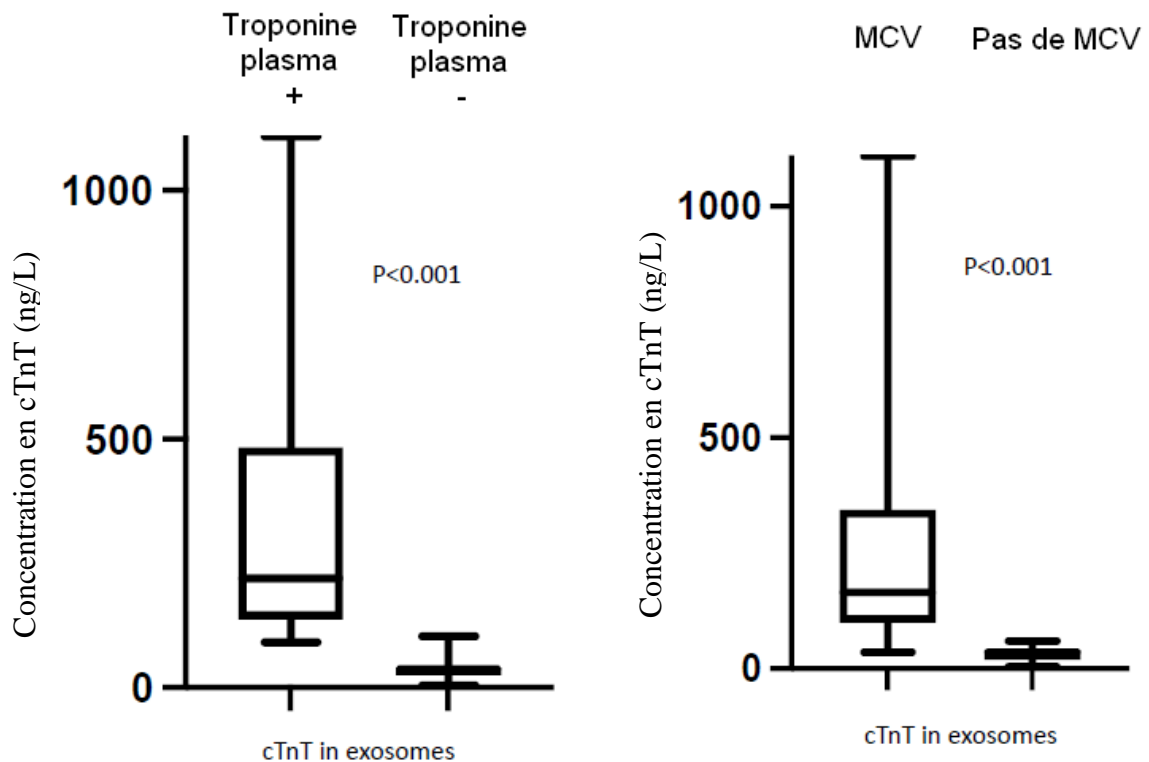 Troponine
plasma
+
Troponine
plasma
-
Concentration en cTnT (ng/L)
1000
500
0
P<0.001
cTnT in exosomes
MCV
Pas de MCV
Concentration en cTnT (ng/L)
1000
500
0
P<0.001
cTnT in exosomes